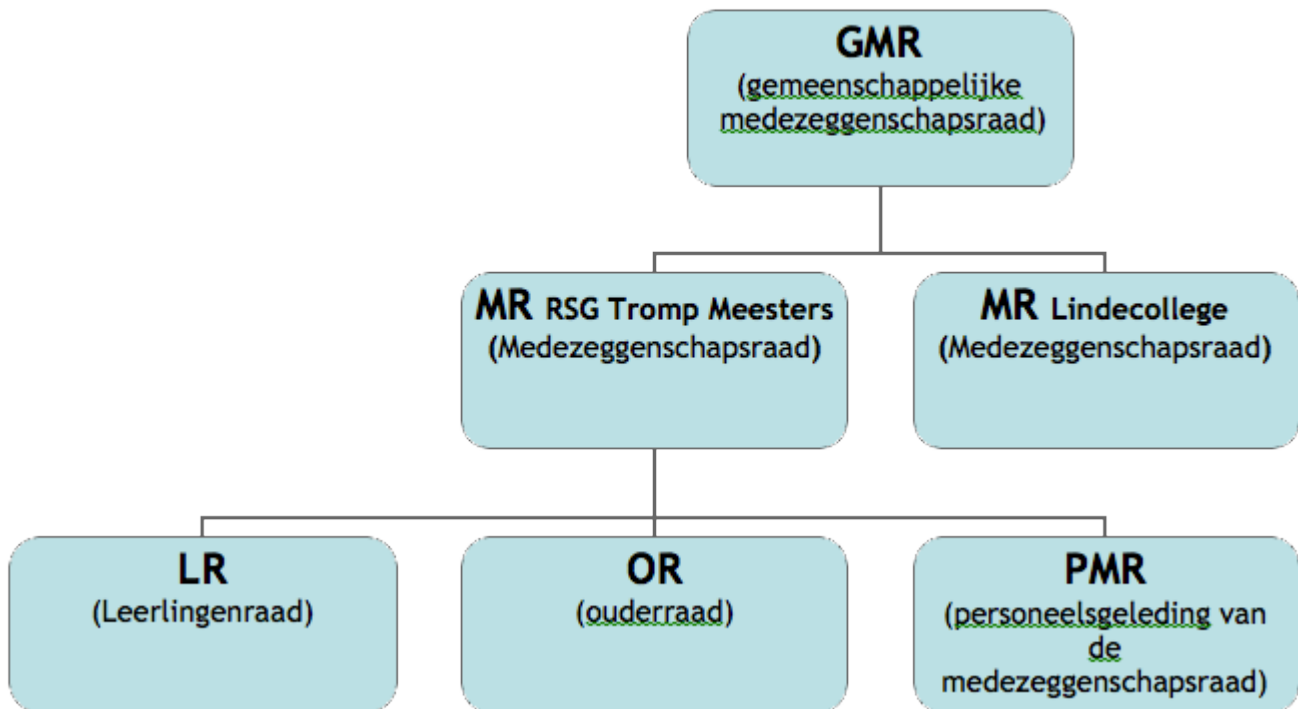 GMR
(gemeenschappelijke
medezeggenschapsraad)
MR RSG Tromp Meesters
(Medezeggenschapsraad)
MR Lindecollege
(Medezeggenschapsraad)
LR
(Leerlingenraad)
OR
(ouderraad)
PMR
(personeelsgeleding van
de
medezeggenschapsraad)